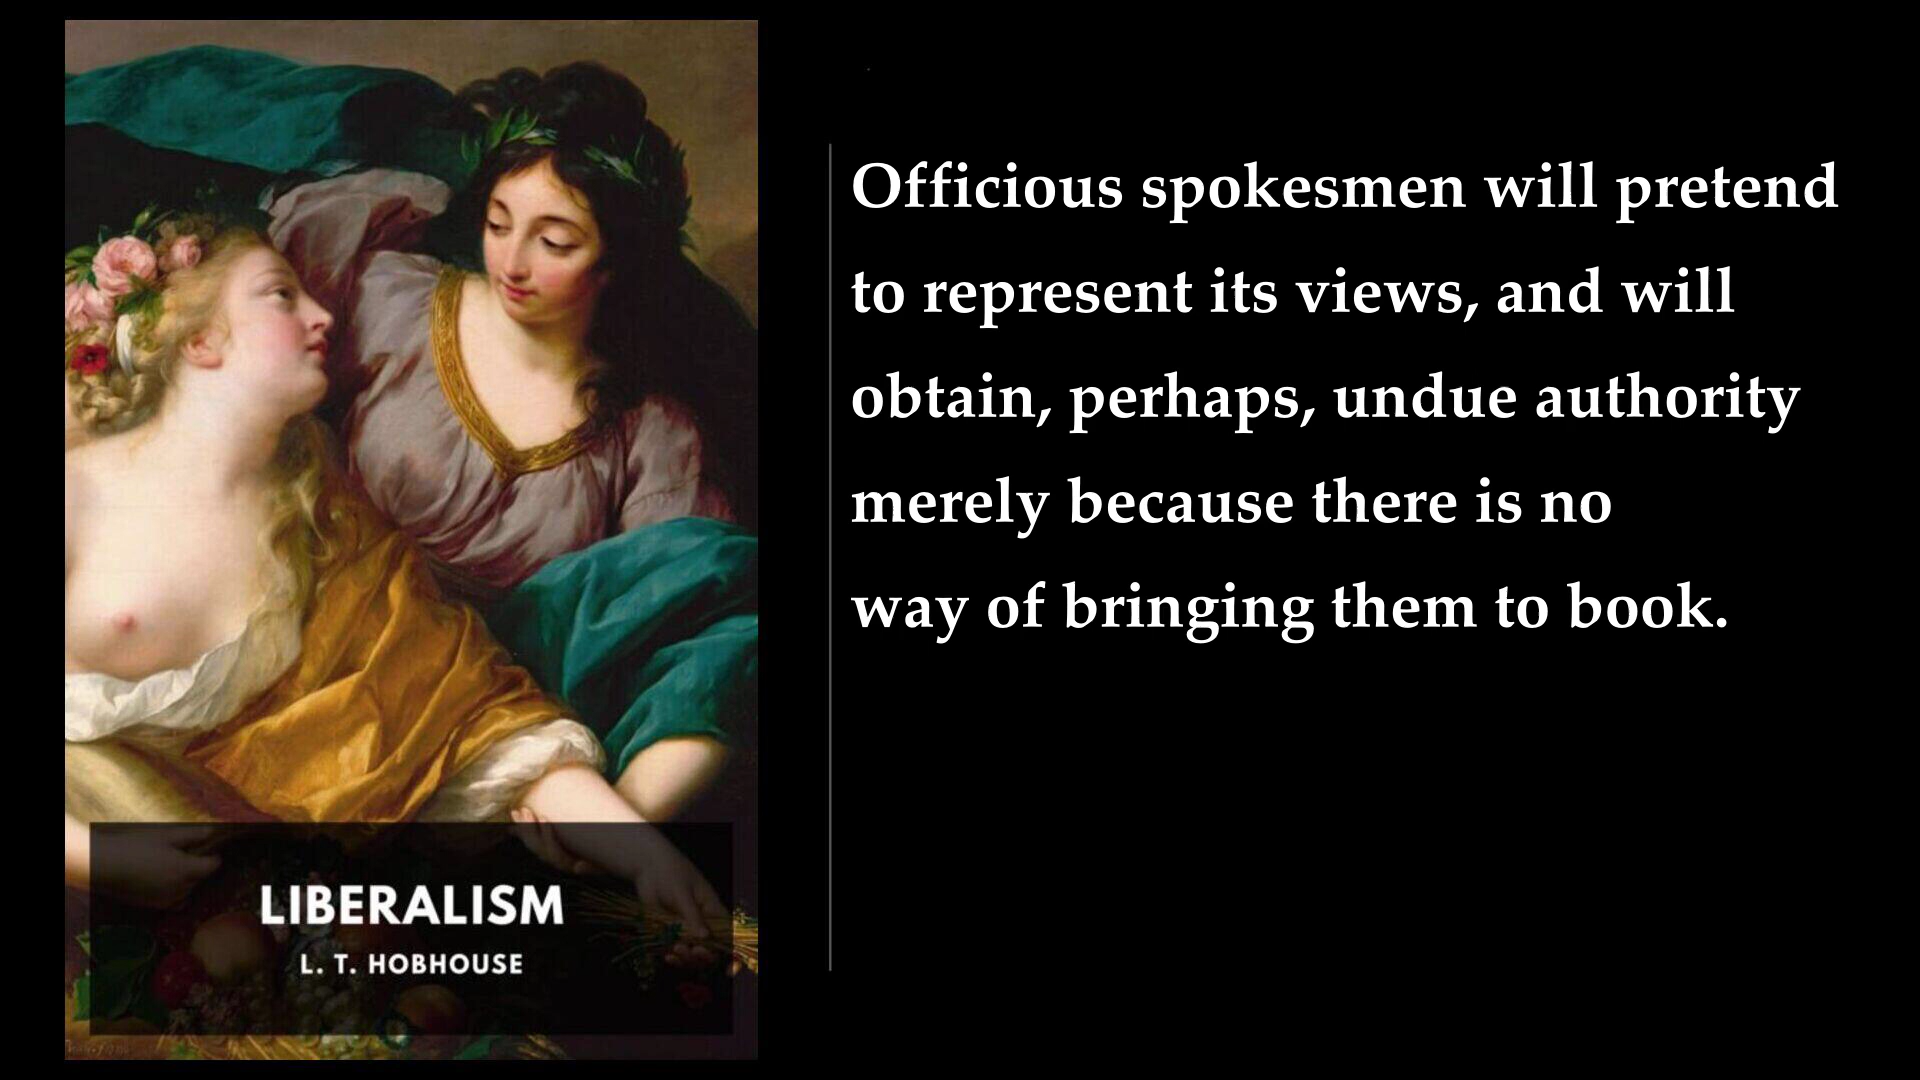 LIBERALISM
L. T. HOBHOUSE
Officious spokesmen will pretend
to represent its views, and will
obtain, perhaps, undue authority
merely because there is no
way of bringing them to book.